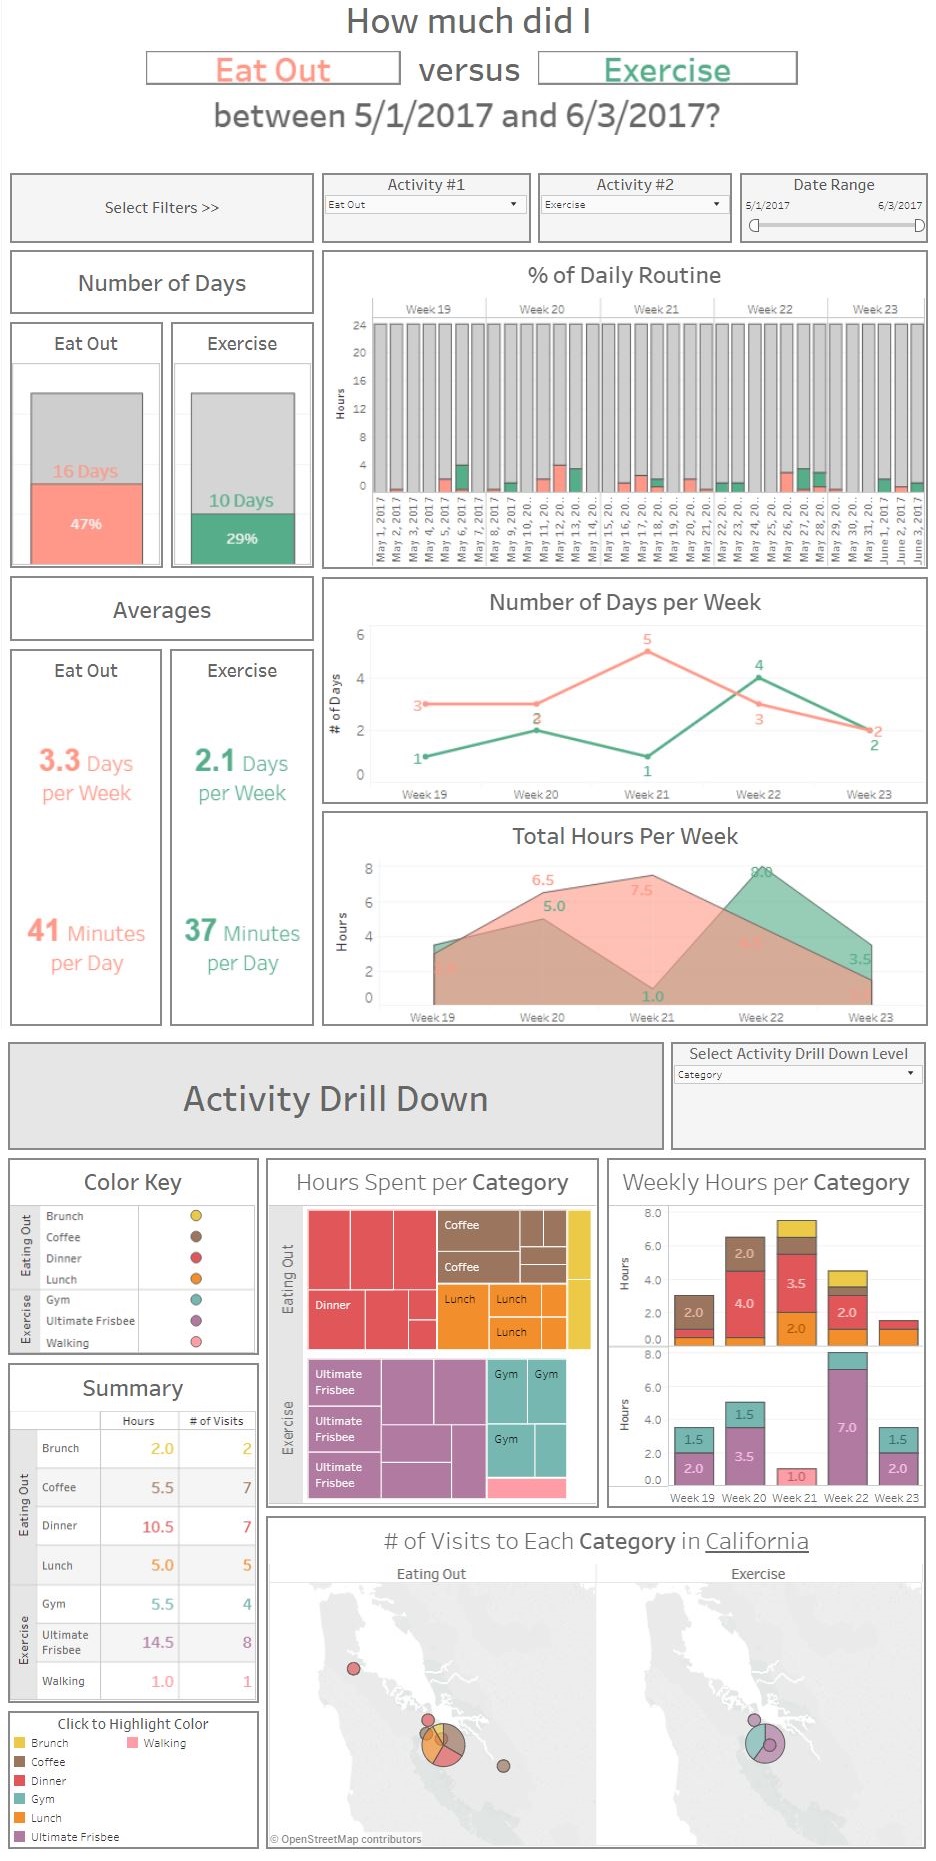 How much did I
Eat Out versus Exercise
between 5/1/2017 and 6/3/2017?
Select Filters >>
Activity #1
Eat Out
Activity #2
Exercise
Date Range
5/1/2017 6/3/2017
Number of Days
Eat Out
16 Days
47%
Exercise
10 Days
29%
% of Daily Routine
Week 19 Week 20 Week 21 Week 22 Week 23
Hours
24
20
16
12
8
4
0
May 1, 2017
May 2, 2017
May 3, 2017
May 4, 2017
May 5, 2017
May 6, 2017
May 7, 2017
May 8, 2017
May 9, 2017
May 10, 20..
May 11, 20..
May 12, 20..
May 13, 20..
May 14, 20..
May 15, 20..
May 16, 20..
May 17, 20..
May 18, 20..
May 19, 20..
May 20, 20..
May 21, 20..
May 22, 20..
May 23, 20..
May 24, 20..
May 25, 20..
May 26, 20..
May 27, 20..
May 28, 20..
May 29, 20..
May 30, 20..
May 31, 20..
June 1, 2017
June 2, 2017
June 3, 2017
Averages
Eat Out
3.3 Days
per Week
41 Minutes
per Day
Exercise
2.1 Days
per Week
37 Minutes
per Day
Number of Days per Week
# of Days
6
4
2
0
3 3 5 3 2
1 2 1 4 2
Week 19 Week 20 Week 21 Week 22 Week 23
Total Hours Per Week
Hours
8
6
4
2
0
6.5 7.5
5.0 1.0 8.0 3.5
Week 19 Week 20 Week 21 Week 22 Week 23
Activity Drill Down
Select Activity Drill Down Level
Category
Color Key
Eating Out
Brunch
Coffee
Dinner
Lunch
Exercise
Gym
Ultimate Frisbee
Walking
Hours Spent per Category
Eating Out
Coffee
Coffee
Dinner
Lunch
Lunch
Lunch
Exercise
Ultimate
Frisbee
Ultimate
Frisbee
Ultimate
Frisbee
Gym
Gym
Gym
Weekly Hours per Category
Hours
8.0
6.0
4.0
2.0
0.0
2.0
2.0
4.0
3.5
2.0
2.0
Hours
8.0
6.0
4.0
2.0
0.0
1.5
2.0
1.5
3.5
1.0
7.0
1.5
2.0
Week 19 Week 20 Week 21 Week 22 Week 23
Summary
Hours # of Visits
Eating Out
Brunch 2.0 2
Coffee 5.5 7
Dinner 10.5 7
Lunch 5.0 5
Exercise
Gym 5.5 4
Ultimate
Frisbee 14.5 8
Walking 1.0 1
Click to Highlight Color
Brunch
Coffee
Dinner
Gym
Lunch
Ultimate Frisbee
Walking
# of Visits to Each Category in California
Eating Out
Exercise
© OpenStreetMap contributors